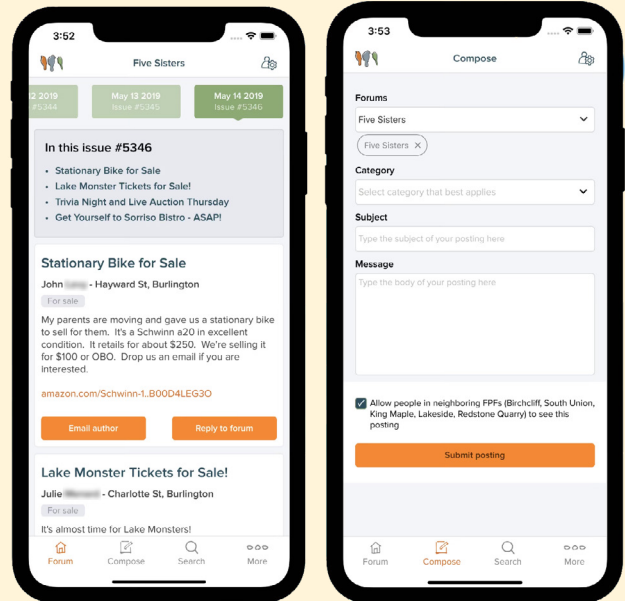 3:52
Five Sisters
12 2019
#5344
May 13 2019
Issue #5345
May 14 2019
Issue #5346
In this issue #5346
• Stationary Bike for Sale
• Lake Monster Tickets for Sale!
• Trivia Night and Live Auction Thursday
• Get Yourself to Sorriso Bistro - ASAP!
Stationary Bike for Sale
John - Hayward St, Burlington
For sale
My parents are moving and gave us a stationary bike
to sell for them. It's a Schwinn a20 in excellent
condition. It retails for about $250. We're selling it
for $100 or OBO. Drop us an email if you are
interested.
amazon.com/Schwinn-1..B00D4LEG3O
Email author
Reply to forum
Lake Monster Tickets for Sale!
Julie - Charlotte St, Burlington
For sale
It's almost time for Lake Monsters!
Forum
Compose
Search
More
3:53
Compose
Forums
Five Sisters
Five Sisters ×
Category
Select category that best applies
Subject
Type the subject of your posting here
Message
Type the body of your posting here
Allow people in neighboring FPFs (Birchcliff, South Union,
King Maple, Lakeside, Redstone Quarry) to see this
posting
Submit posting
Forum
Compose
Search
More